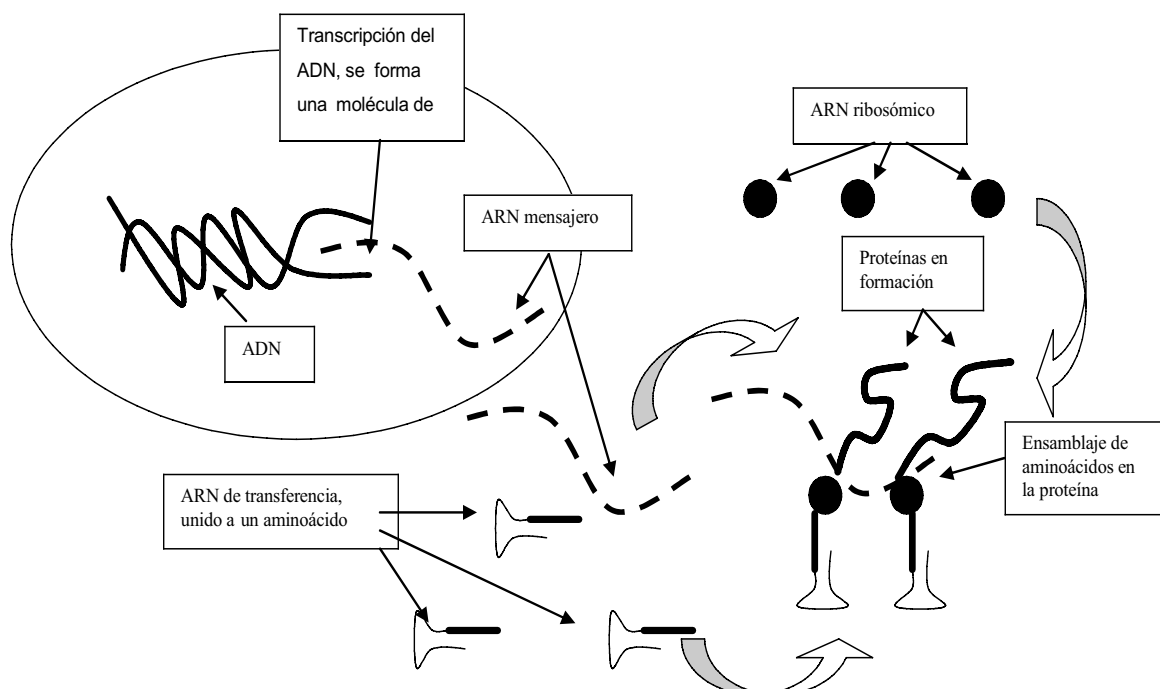 Transcripción del
ADN, se forma
una molécula de
ARN ribosómico
ARN mensajero
Proteínas en
formación
ADN
Ensamblaje de
aminoácidos en
la proteína
ARN de transferencia,
unido a un aminoácido